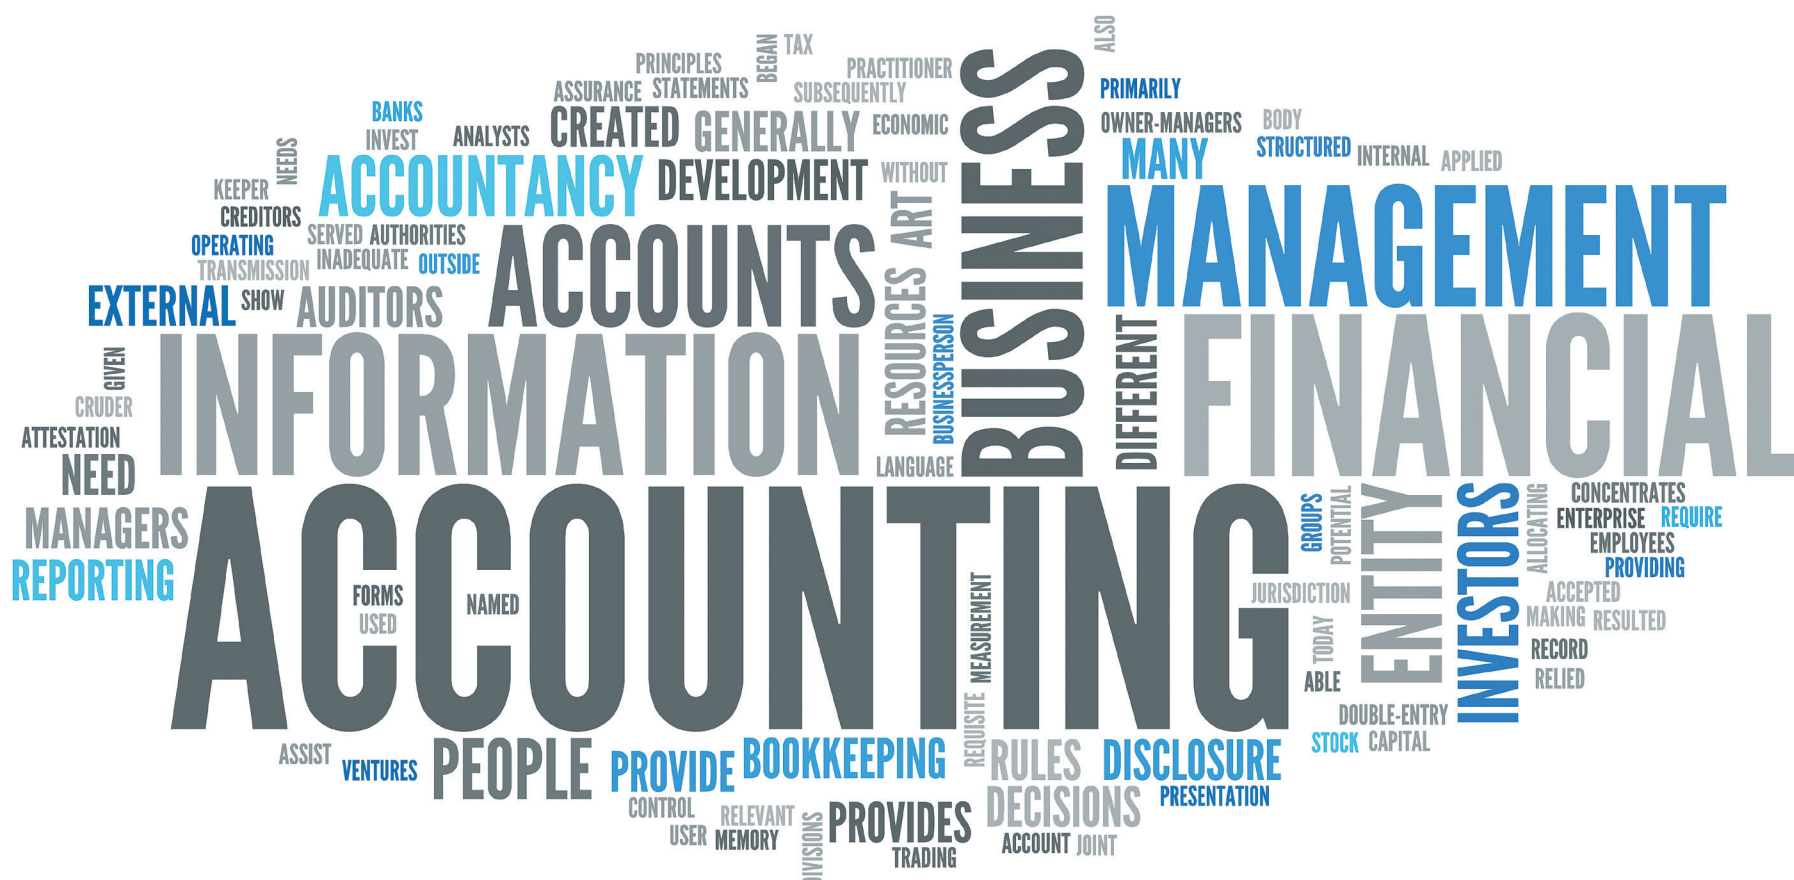 ALSO
BEGAN
TAX
PRINCIPLES
PRACTITIONER
ASSURANCE
STATEMENTS
SUBSEQUENTLY
BUSINESS
PRIMARILY
BANKS
INVEST
ANALYSTS
CREATED
GENERALLY
ECONOMIC
OWNER-MANAGERS
BODY
STRUCTURED
INTERNAL
APPLIED
MANY
NEEDS
KEEPER
ACCOUNTANCY
DEVELOPMENT
WITHOUT
ART
MANAGEMENT
CREDITORS
OPERATING
SERVED
AUTHORITIES
TRANSMISSION
INADEQUATE
OUTSIDE
ACCOUNTS
EXTERNAL
SHOW
AUDITORS
RESOURCES
BUSINESSPERSON
DIFFERENT
FINANCIAL
GIVEN
CRUDER
INFORMATION
LANGUAGE
ATTESTATION
NEED
MANAGERS
REPORTING
ACCOUNTING
FORMS
USED
NAMED
MEASUREMENT
REQUISITE
GROUPS
POTENTIAL
ENTITY
INVESTORS
ALLOCATING
CONCENTRATES
ENTERPRISE
REQUIRE
EMPLOYEES
PROVIDING
JURISDICTION
ACCEPTED
MAKING
RESULTED
TODAY
RECORD
ABLE
RELIED
DOUBLE-ENTRY
STOCK
CAPITAL
ASSIST
VENTURES
PEOPLE
PROVIDE
BOOKKEEPING
RULES
DISCLOSURE
PRESENTATION
CONTROL
RELEVANT
USER
MEMORY
DIVISIONS
PROVIDES
DECISIONS
TRADING
ACCOUNT
JOINT